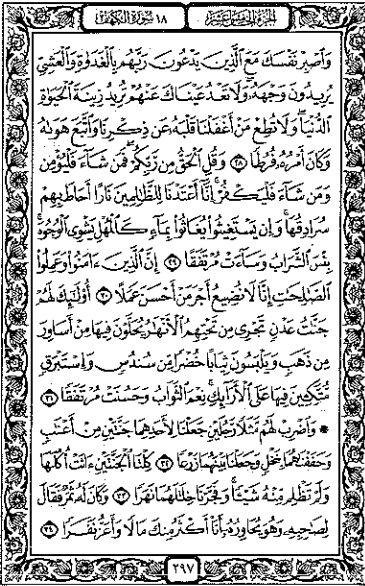 الجزء الخامس عشر
١٨ سورة الكهف
وَٱصْبِرْ نَفْسَكَ مَعَ ٱلَّذِينَ يَدْعُونَ رَبَّهُم بِٱلْغَدَوٰةِ وَٱلْعَشِىِّ
يُرِيدُونَ وَجْهَهُۥ وَلَا تَعْدُ عَيْنَاكَ عَنْهُمْ تُرِيدُ زِينَةَ ٱلْحَيَوٰةِ
ٱلدُّنْيَا وَلَا تُطِعْ مَنْ أَغْفَلْنَا قَلْبَهُۥ عَن ذِكْرِنَا وَٱتَّبَعَ هَوَىٰهُ
وَكَانَ أَمْرُهُۥ فُرُطًا ٢٨ وَقُلِ ٱلْحَقُّ مِن رَّبِّكُمْ فَمَن شَآءَ فَلْيُؤْمِن
وَمَن شَآءَ فَلْيَكْفُرْ إِنَّآ أَعْتَدْنَا لِلظَّٰلِمِينَ نَارًا أَحَاطَ بِهِمْ
سُرَادِقُهَا وَإِن يَسْتَغِيثُوا۟ يُغَاثُوا۟ بِمَآءٍ كَٱلْمُهْلِ يَشْوِى ٱلْوُجُوهَ
بِئْسَ ٱلشَّرَابُ وَسَآءَتْ مُرْتَفَقًا ٢٩ إِنَّ ٱلَّذِينَ ءَامَنُوا۟ وَعَمِلُوا۟
ٱلصَّٰلِحَٰتِ إِنَّا لَا نُضِيعُ أَجْرَ مَنْ أَحْسَنَ عَمَلًا ٣٠ أُو۟لَٰٓئِكَ لَهُمْ
جَنَّٰتُ عَدْنٍ تَجْرِى مِن تَحْتِهِمُ ٱلْأَنْهَٰرُ يُحَلَّوْنَ فِيهَا مِنْ أَسَاوِرَ
مِن ذَهَبٍ وَيَلْبَسُونَ ثِيَابًا خُضْرًا مِّن سُندُسٍ وَإِسْتَبْرَقٍ
مُّتَّكِـِٔينَ فِيهَا عَلَى ٱلْأَرَآئِكِ نِعْمَ ٱلثَّوَابُ وَحَسُنَتْ مُرْتَفَقًا ٣١
۞ وَٱضْرِبْ لَهُم مَّثَلًا رَّجُلَيْنِ جَعَلْنَا لِأَحَدِهِمَا جَنَّتَيْنِ مِنْ أَعْنَٰبٍ
وَحَفَفْنَٰهُمَا بِنَخْلٍ وَجَعَلْنَا بَيْنَهُمَا زَرْعًا ٣٢ كِلْتَا ٱلْجَنَّتَيْنِ ءَاتَتْ أُكُلَهَا
وَلَمْ تَظْلِم مِّنْهُ شَيْـًٔا وَفَجَّرْنَا خِلَٰلَهُمَا نَهَرًا ٣٣ وَكَانَ لَهُۥ ثَمَرٌ فَقَالَ
لِصَٰحِبِهِۦ وَهُوَ يُحَاوِرُهُۥٓ أَنَا۠ أَكْثَرُ مِنكَ مَالًا وَأَعَزُّ نَفَرًا ٣٤
٢٩٧